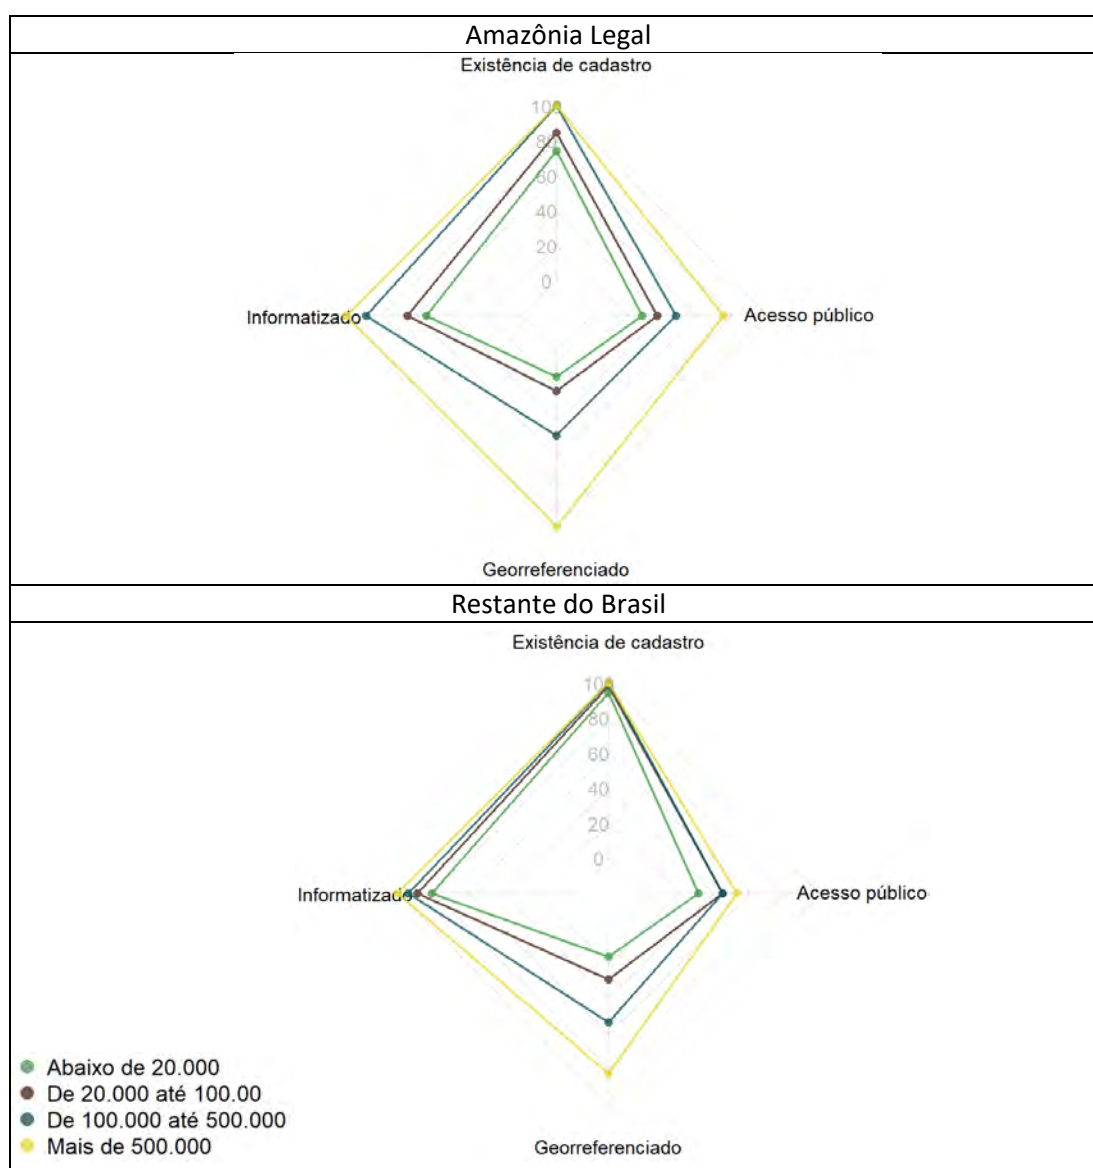 Amazônia Legal
Existência de cadastro
100
80
60
40
20
0
Informatizado
Acesso público
Georreferenciado
Restante do Brasil
Existência de cadastro
100
80
60
40
20
0
Informatizado
Acesso público
Georreferenciado
Abaixo de 20.000
De 20.000 até 100.00
De 100.000 até 500.000
Mais de 500.000